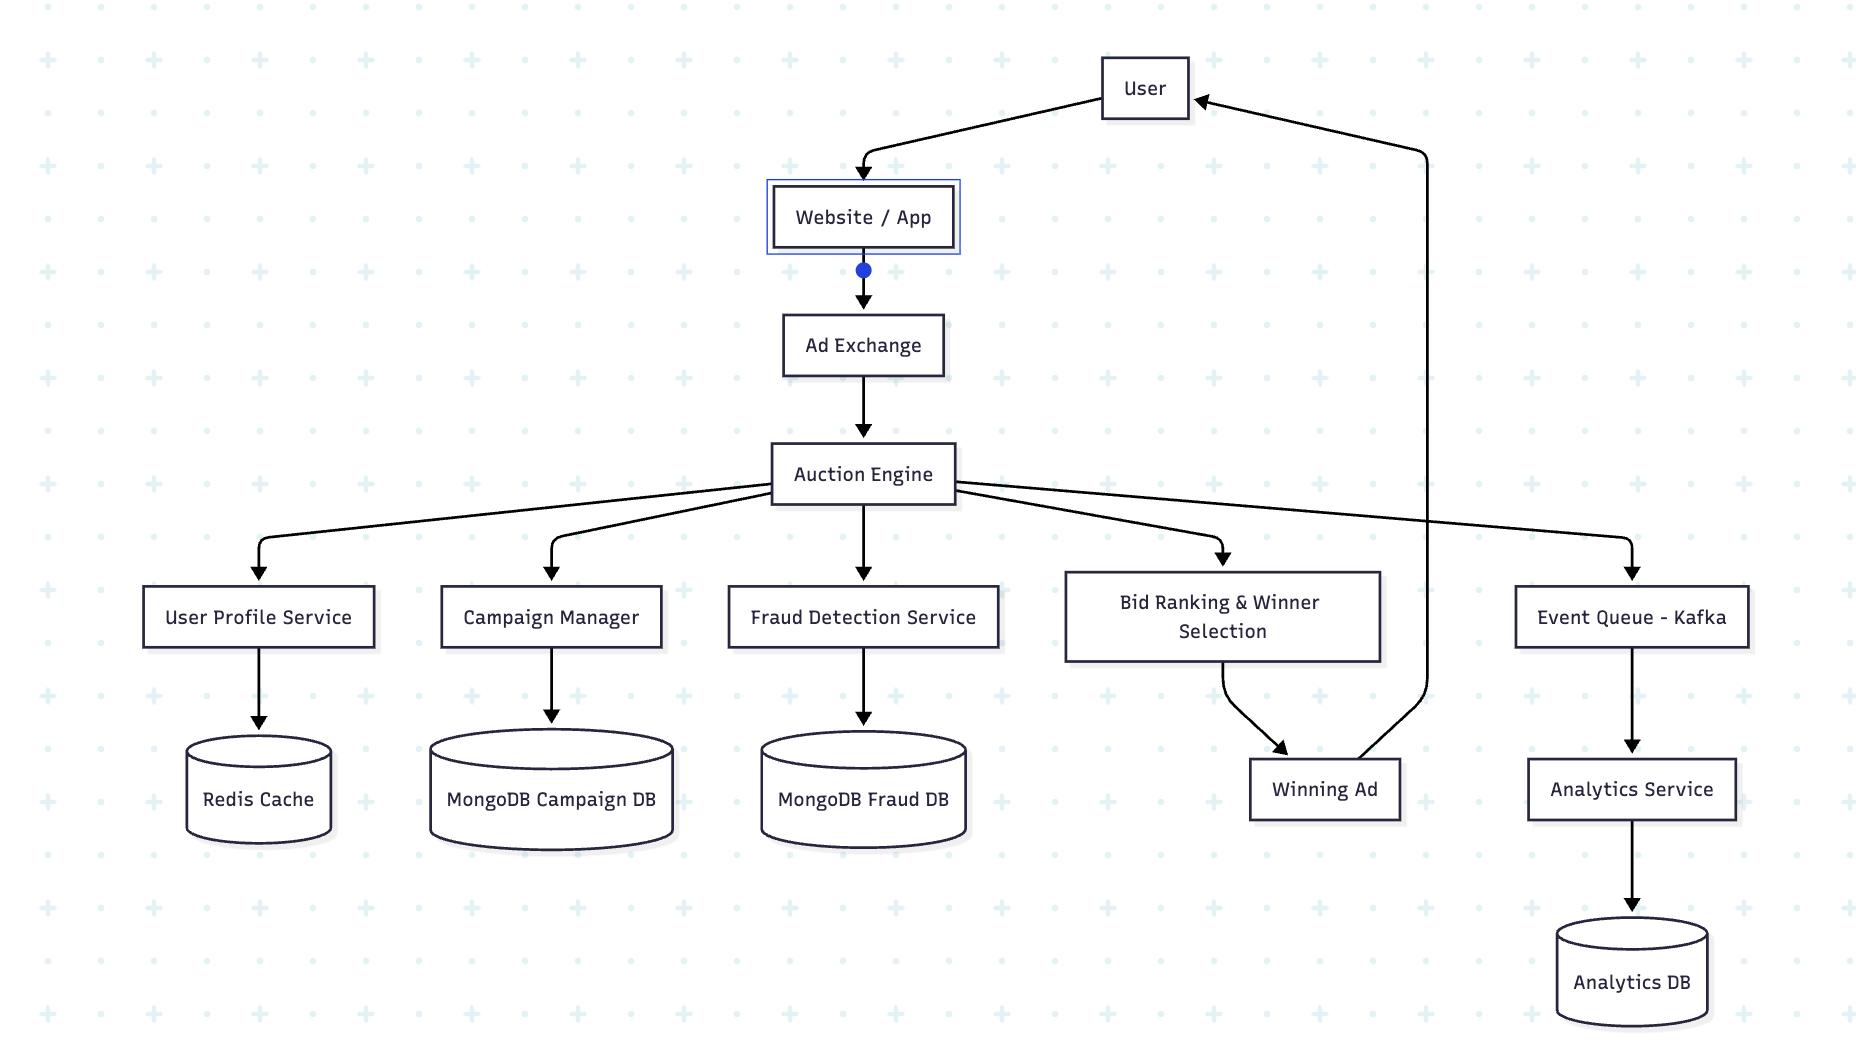 User
Website / App
Ad Exchange
Auction Engine
User Profile Service
Campaign Manager
Fraud Detection Service
Bid Ranking & Winner
Selection
Event Queue - Kafka
Redis Cache
MongoDB Campaign DB
MongoDB Fraud DB
Winning Ad
Analytics Service
Analytics DB